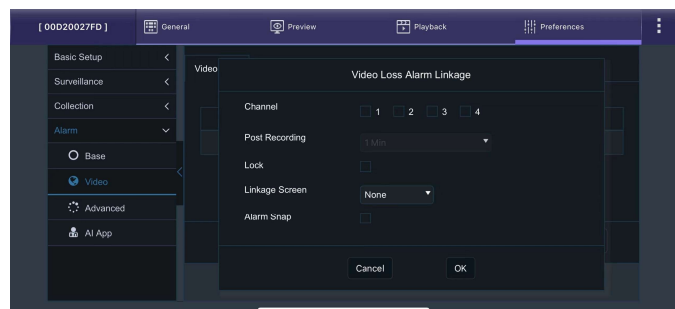 [ 00D20027FD ]
General
Preview
Playback
Preferences
Basic Setup
Surveillance
Collection
Alarm
Base
Video
Advanced
AI App
Video
Video Loss Alarm Linkage
Channel
1 2 3 4
Post Recording
1 Min
Lock
Linkage Screen
None
Alarm Snap
Cancel
OK